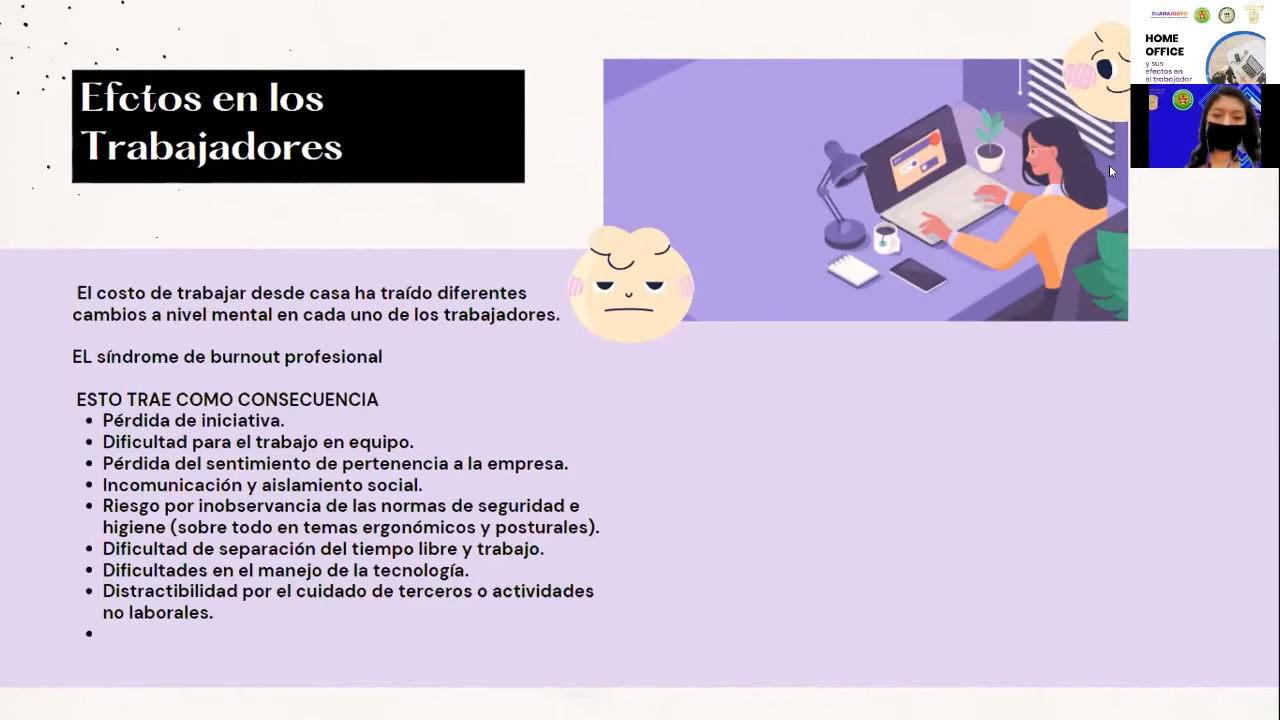 Efctos en los
Trabajadores
El costo de trabajar desde casa ha traído diferentes
cambios a nivel mental en cada uno de los trabajadores.
EL síndrome de burnout profesional
ESTO TRAE COMO CONSECUENCIA
• Pérdida de iniciativa.
• Dificultad para el trabajo en equipo.
• Pérdida del sentimiento de pertenencia a la empresa.
• Incomunicación y aislamiento social.
• Riesgo por inobservancia de las normas de seguridad e
higiene (sobre todo en temas ergonómicos y posturales).
• Dificultad de separación del tiempo libre y trabajo.
• Dificultades en el manejo de la tecnología.
• Distractibilidad por el cuidado de terceros o actividades
no laborales.
•
GUANAJUATO
HOME
OFFICE
y sus
efectos en
el trabajador